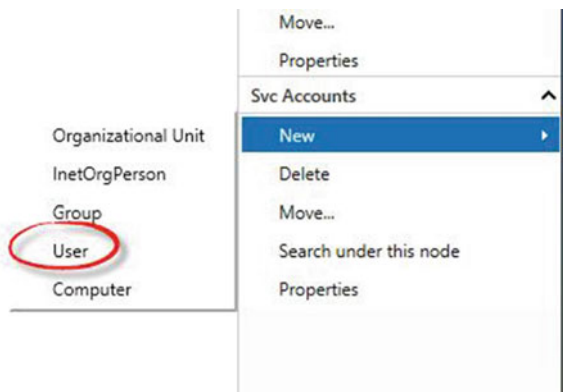 Move...
Properties
Svc Accounts
New
Delete
Move...
Search under this node
Properties
Organizational Unit
InetOrgPerson
Group
User
Computer